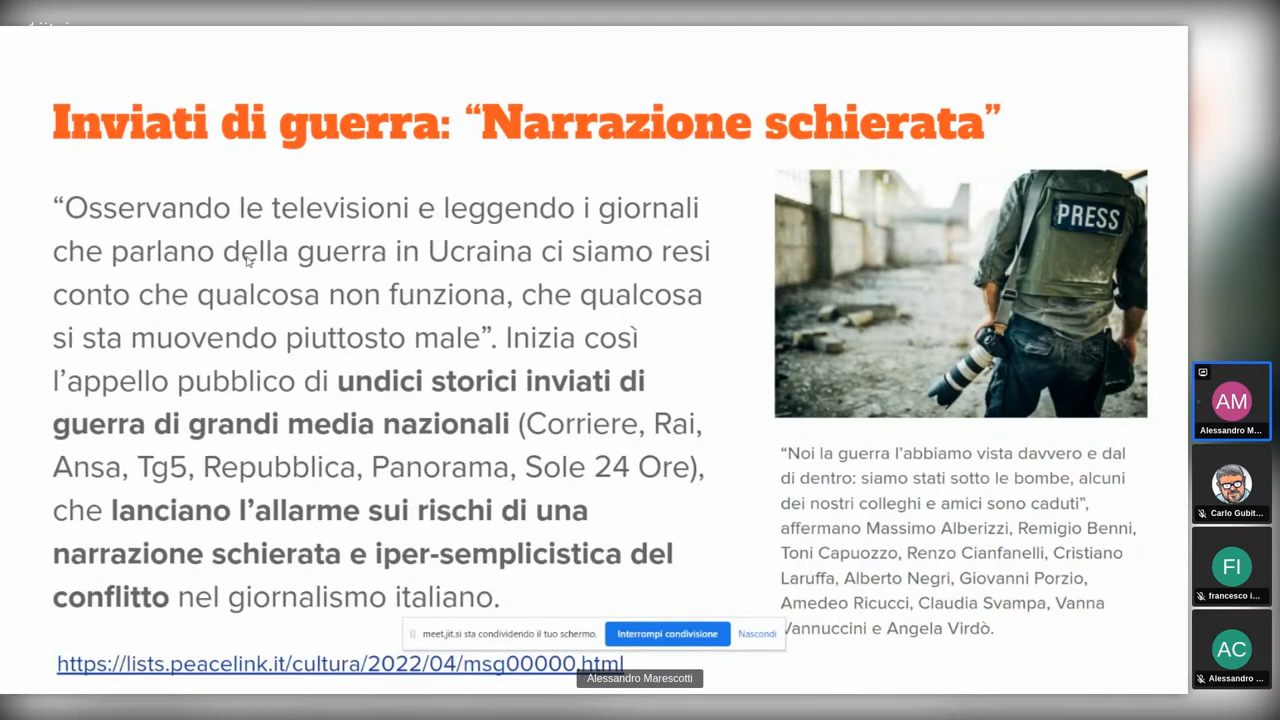 Inviati di guerra: “Narrazione schierata”
“Osservando le televisioni e leggendo i giornali
che parlano della guerra in Ucraina ci siamo resi
conto che qualcosa non funziona, che qualcosa
si sta muovendo piuttosto male”. Inizia così
l’appello pubblico di undici storici inviati di
guerra di grandi media nazionali (Corriere, Rai,
Ansa, Tg5, Repubblica, Panorama, Sole 24 Ore),
che lanciano l’allarme sui rischi di una
narrazione schierata e iper-semplicistica del
conflitto nel giornalismo italiano.
https://lists.peacelink.it/cultura/2022/04/msg00000.html
PRESS
“Noi la guerra l’abbiamo vista davvero e dal
di dentro: siamo stati sotto le bombe, alcuni
dei nostri colleghi e amici sono caduti”,
affermano Massimo Alberizzi, Remigio Benni,
Toni Capuozzo, Renzo Cianfanelli, Cristiano
Laruffa, Alberto Negri, Giovanni Porzio,
Amedeo Ricucci, Claudia Svampa, Vanna
Vannuccini e Angela Virdò.
meet.jit.si sta condividendo il tuo schermo.
Interrompi condivisione
Nascondi
Alessandro Marescotti
AM
Alessandro M...
Carlo Gubit...
FI
francesco i...
AC
Alessandro ...